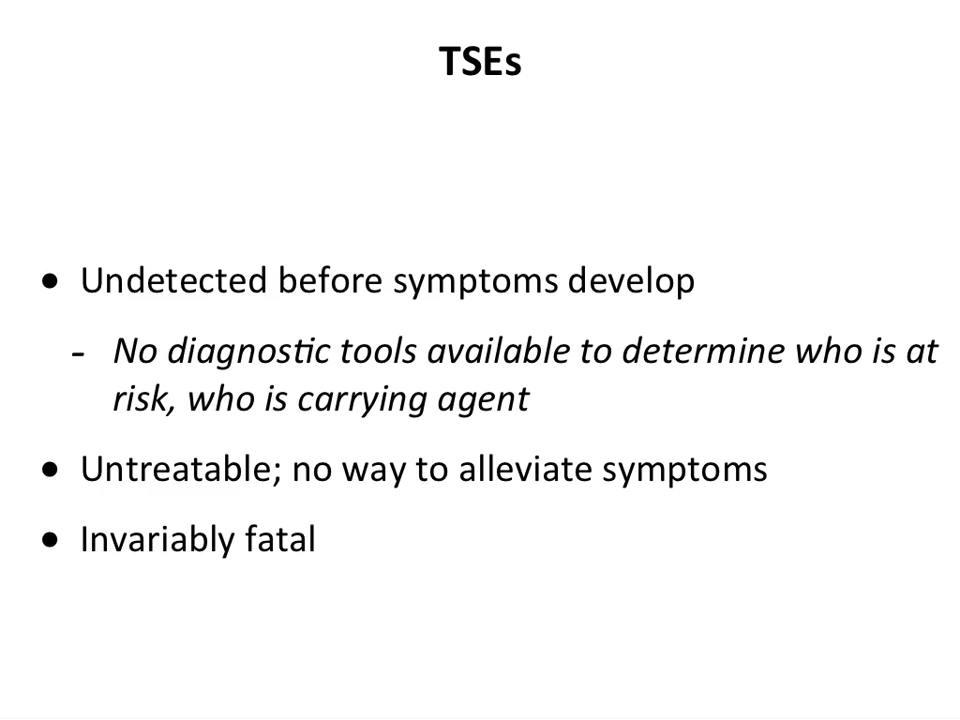 TSEs
• Undetected before symptoms develop
- No diagnostic tools available to determine who is at
risk, who is carrying agent
• Untreatable; no way to alleviate symptoms
• Invariably fatal